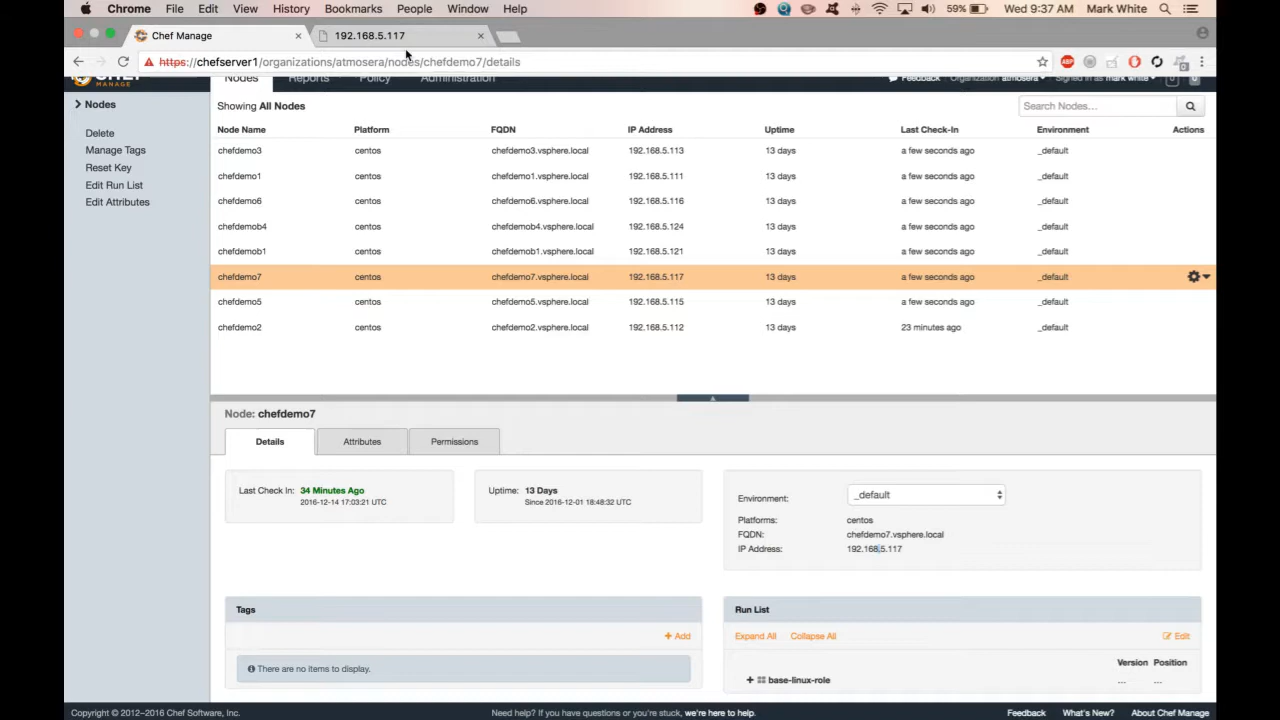 Chrome File Edit View History Bookmarks People Window Help 59% Wed 9:37 AM Mark White
Chef Manage 192.168.5.117
https://chefserver1/organizations/atmosera/nodes/chefdemo7/details ABP
MANAGE Nodes Reports Policy Administration Feedback Organization atmosera Signed in as mark white
Nodes
Delete
Manage Tags
Reset Key
Edit Run List
Edit Attributes
Showing All Nodes Search Nodes...
Node Name Platform FQDN IP Address Uptime Last Check-In Environment Actions
chefdemo3 centos chefdemo3.vsphere.local 192.168.5.113 13 days a few seconds ago _default
chefdemo1 centos chefdemo1.vsphere.local 192.168.5.111 13 days a few seconds ago _default
chefdemo6 centos chefdemo6.vsphere.local 192.168.5.116 13 days a few seconds ago _default
chefdemob4 centos chefdemob4.vsphere.local 192.168.5.124 13 days a few seconds ago _default
chefdemob1 centos chefdemob1.vsphere.local 192.168.5.121 13 days a few seconds ago _default
chefdemo7 centos chefdemo7.vsphere.local 192.168.5.117 13 days a few seconds ago _default
chefdemo5 centos chefdemo5.vsphere.local 192.168.5.115 13 days a few seconds ago _default
chefdemo2 centos chefdemo2.vsphere.local 192.168.5.112 13 days 23 minutes ago _default
Node: chefdemo7
Details Attributes Permissions
Last Check In: 34 Minutes Ago
2016-12-14 17:03:21 UTC
Uptime: 13 Days
Since 2016-12-01 18:48:32 UTC
Environment: _default
Platforms: centos
FQDN: chefdemo7.vsphere.local
IP Address: 192.168.5.117
Tags
+ Add
There are no items to display.
Run List
Expand All Collapse All Edit
Version Position
base-linux-role ... ...
Copyright © 2012–2016 Chef Software, Inc. Need help? If you have questions or you're stuck, we're here to help. Feedback What's New? About Chef Manage